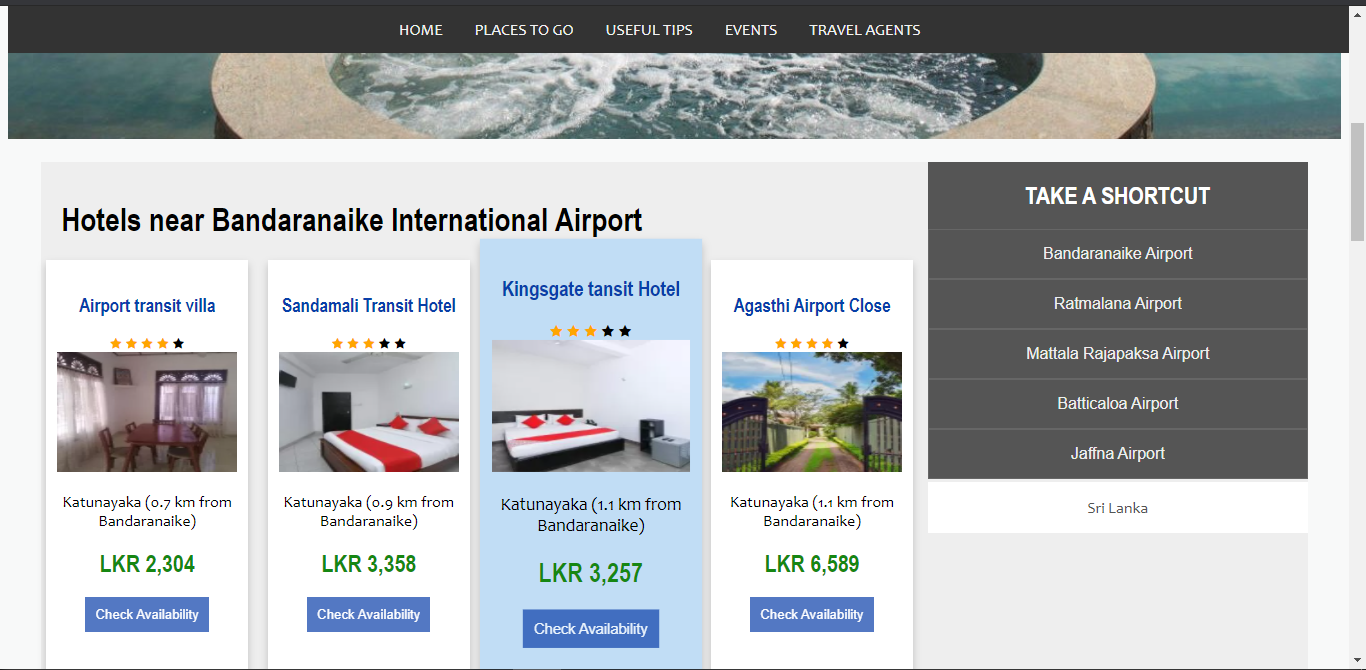 HOME PLACES TO GO USEFUL TIPS EVENTS TRAVEL AGENTS
Hotels near Bandaranaike International Airport
Airport transit villa
Katunayaka (0.7 km from
Bandaranaike)
LKR 2,304
Check Availability
Sandamali Transit Hotel
Katunayaka (0.9 km from
Bandaranaike)
LKR 3,358
Check Availability
Kingsgate tansit Hotel
Katunayaka (1.1 km from
Bandaranaike)
LKR 3,257
Check Availability
Agasthi Airport Close
Katunayaka (1.1 km from
Bandaranaike)
LKR 6,589
Check Availability
TAKE A SHORTCUT
Bandaranaike Airport
Ratmalana Airport
Mattala Rajapaksa Airport
Batticaloa Airport
Jaffna Airport
Sri Lanka